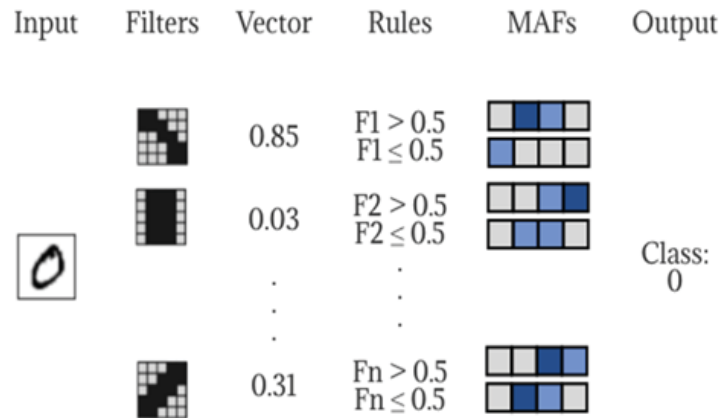 Input Filters Vector Rules MAFs Output
0.85
F1 > 0.5
F1 ≤ 0.5
0.03
F2 > 0.5
F2 ≤ 0.5
0
Class:
0
0.31
Fn > 0.5
Fn ≤ 0.5